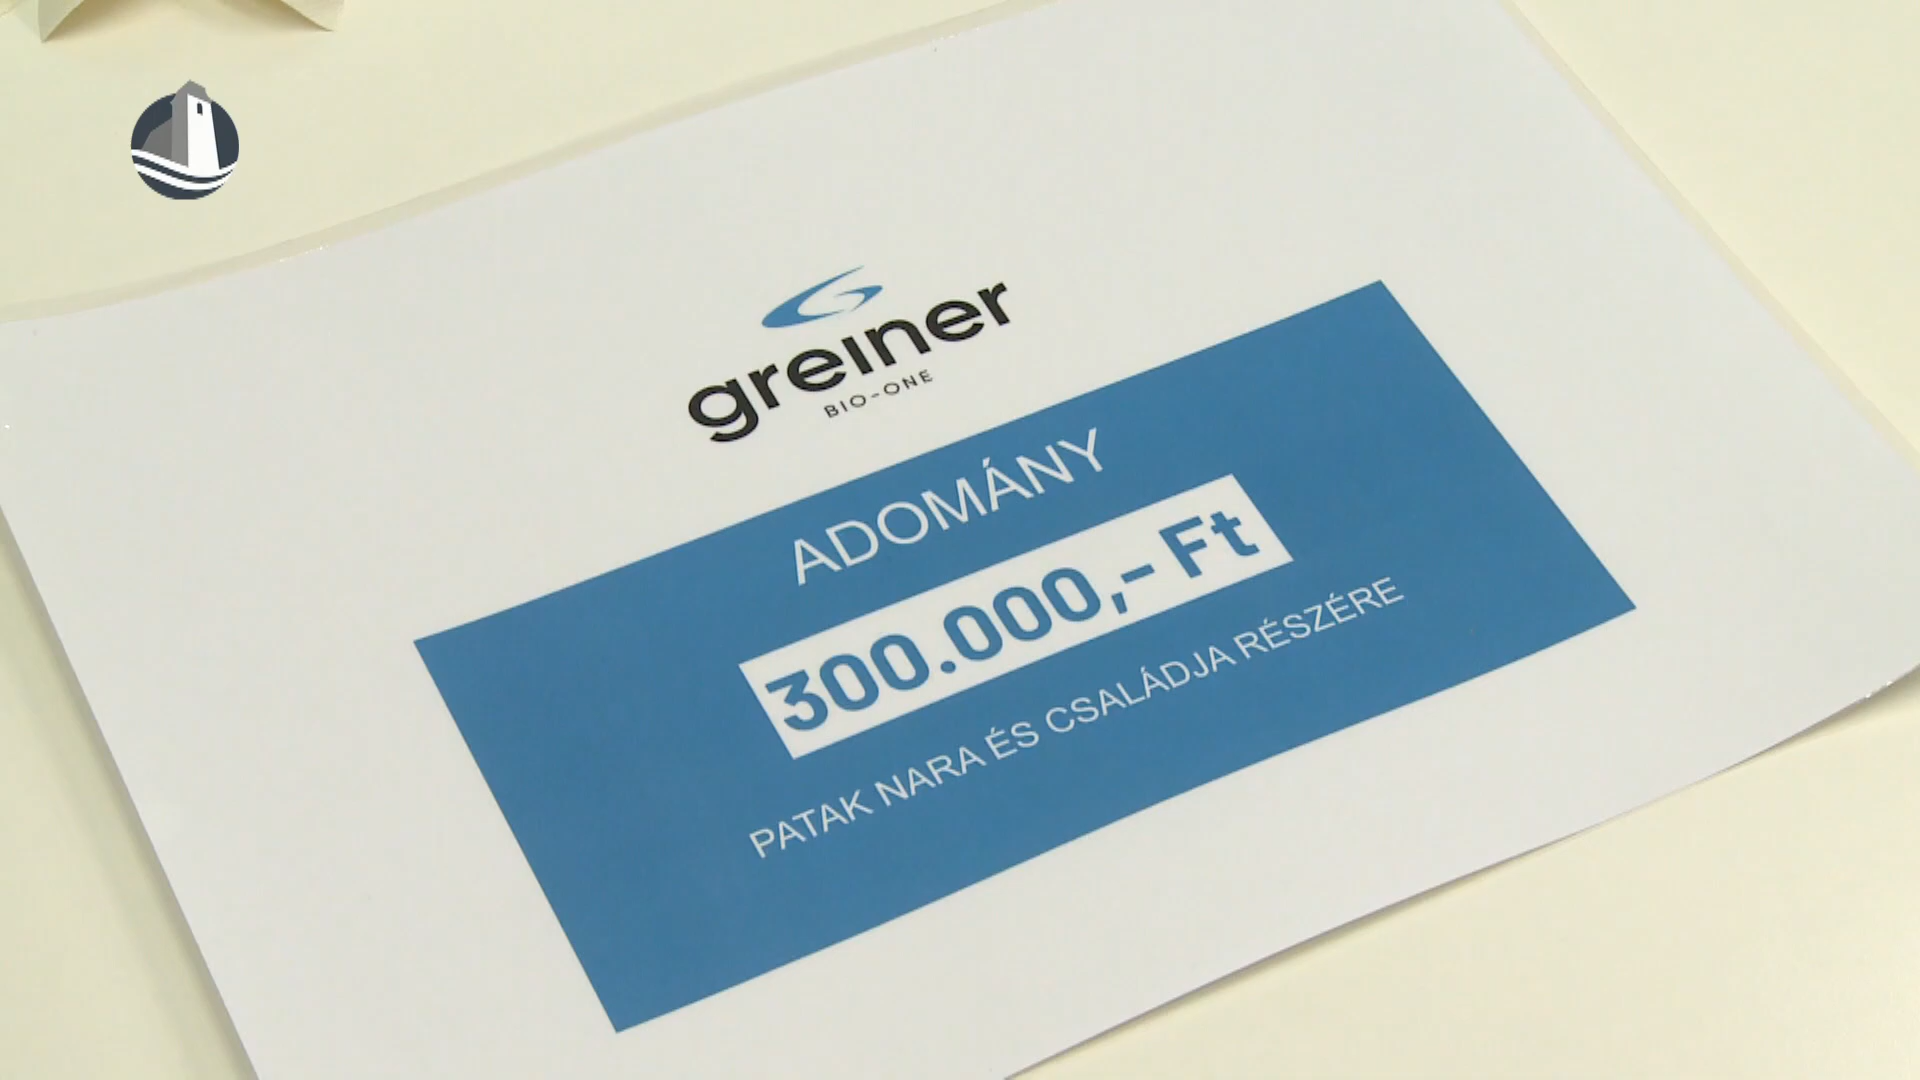 greiner
BIO-ONE
ADOMÁNY
300.000,- Ft
PATAK NARA ÉS CSALÁDJA RÉSZÉRE